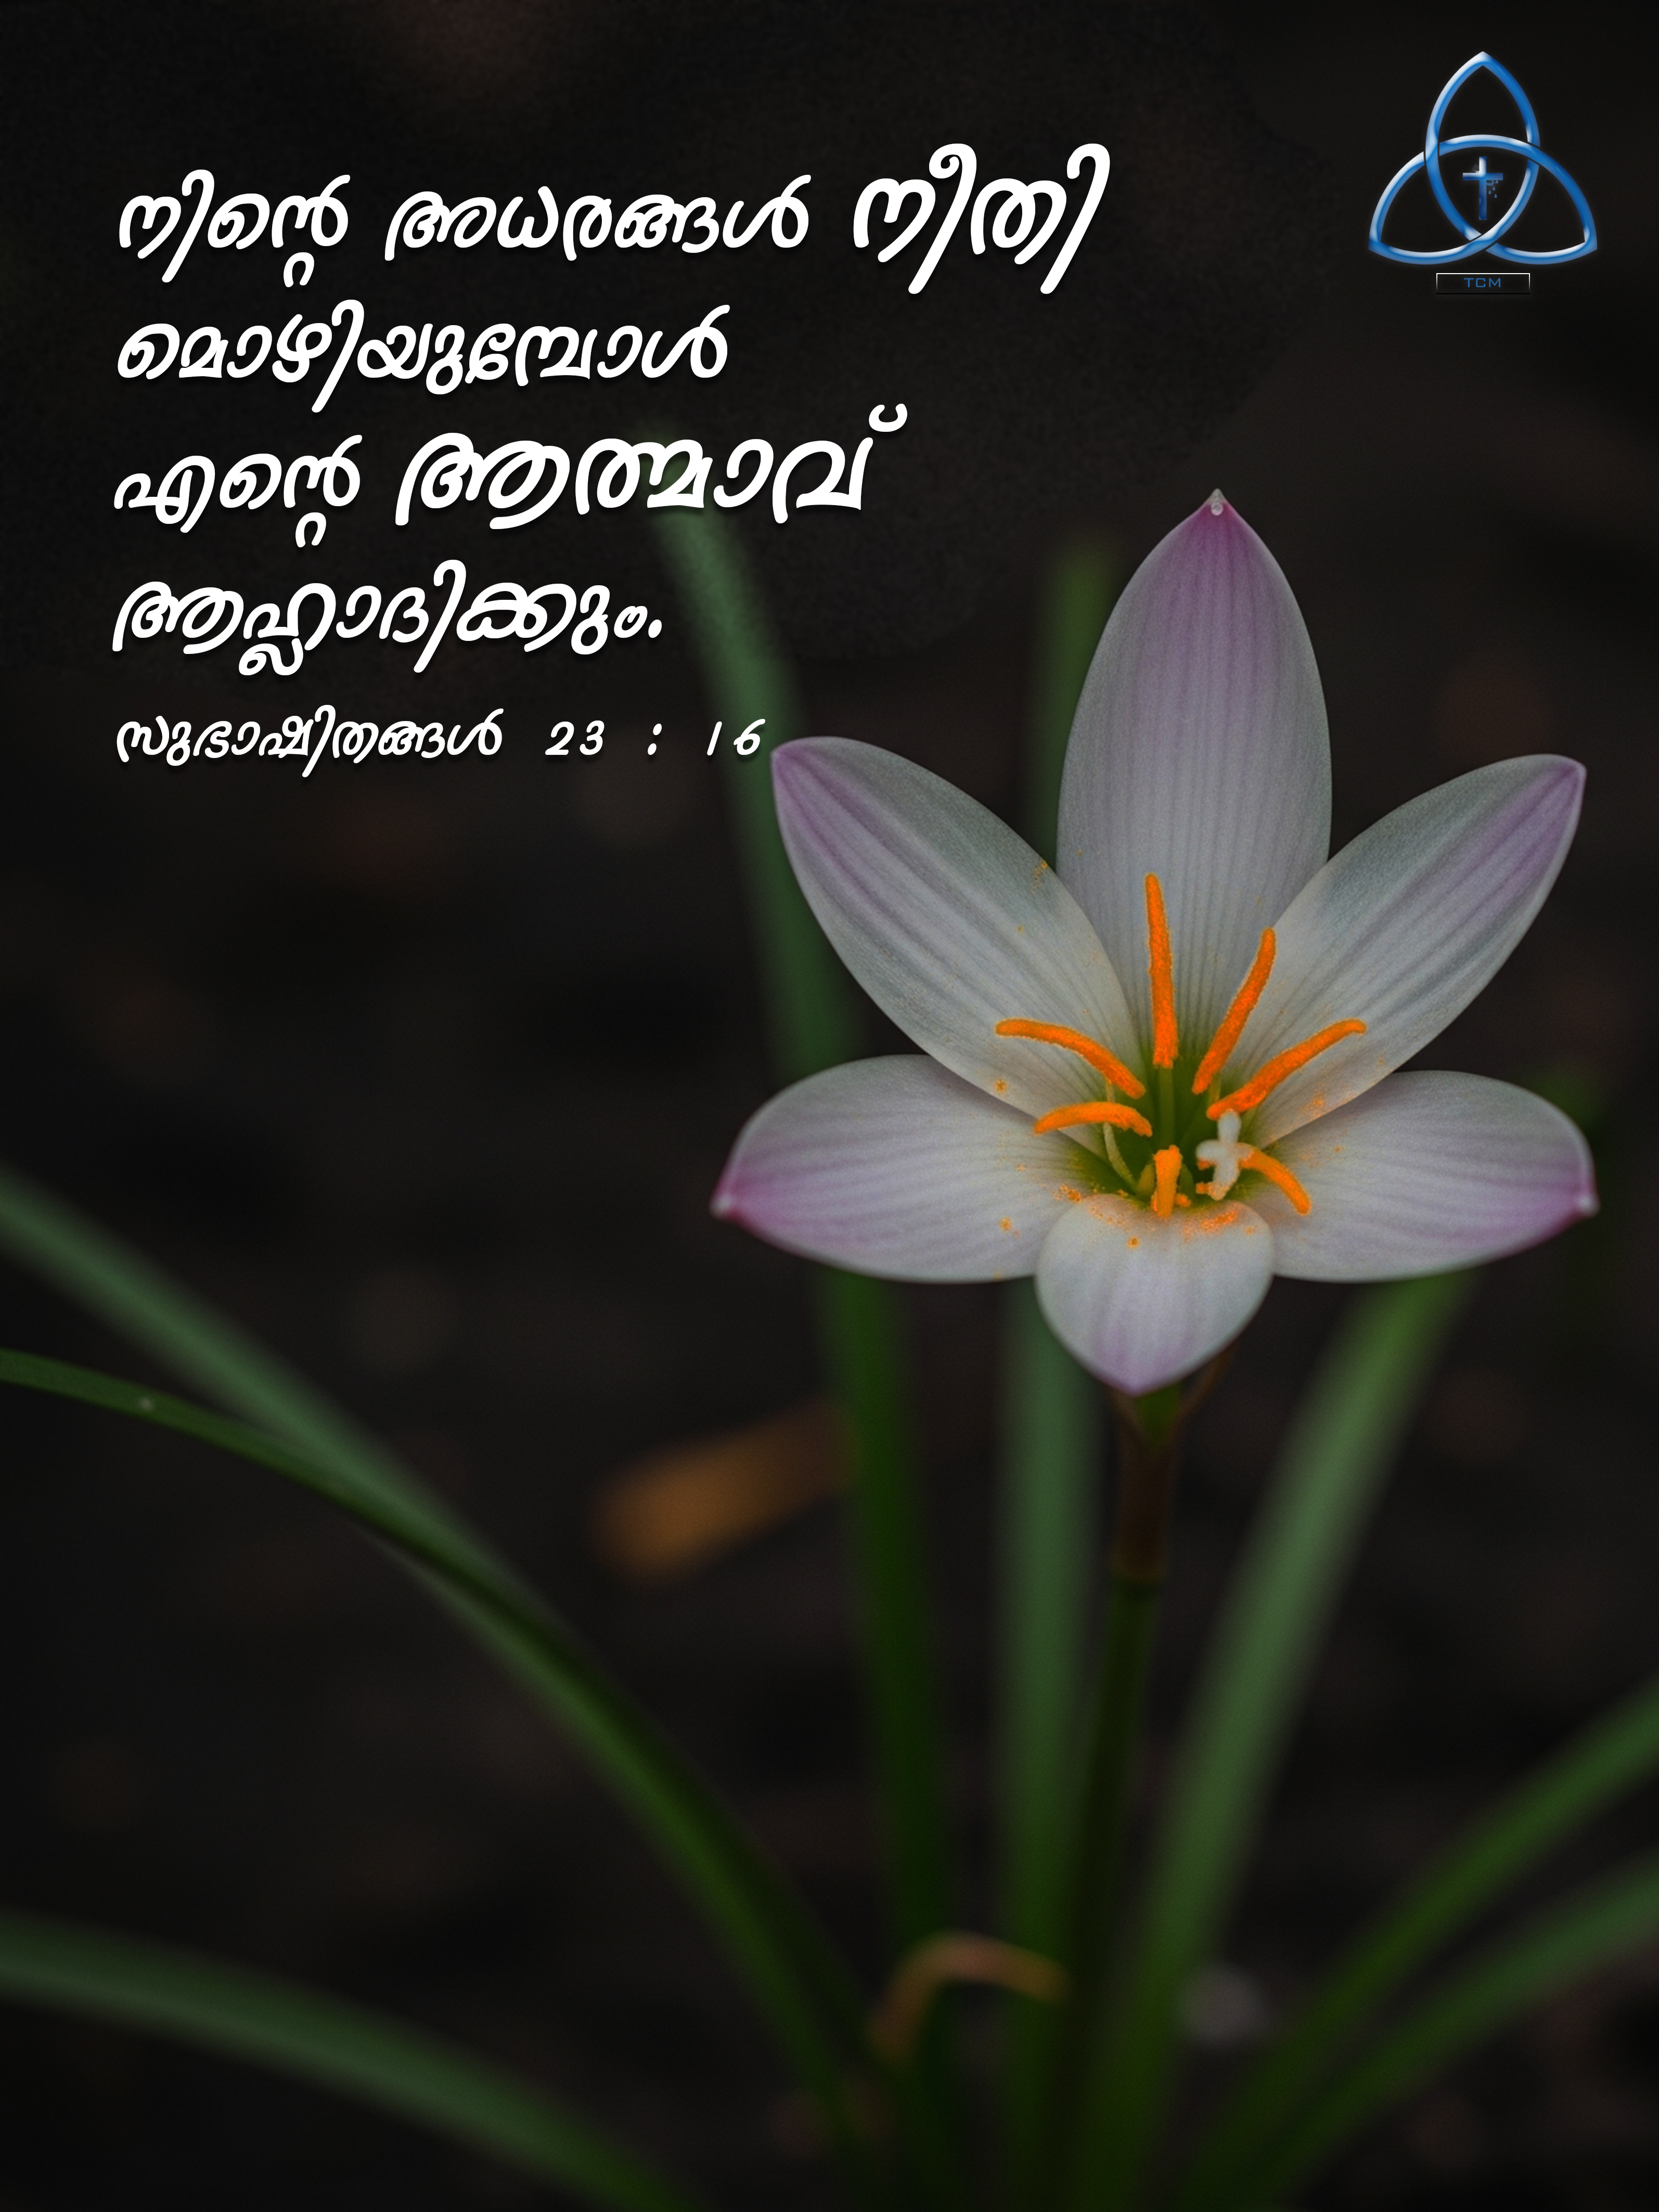 നിന്റെ അധരങ്ങൾ നീതി
മൊഴിയുമ്പോൾ
എന്റെ ആത്മാവ്
ആഹ്ലാദിക്കും.
സുഭാഷിതങ്ങൾ 23 : 16
TCM